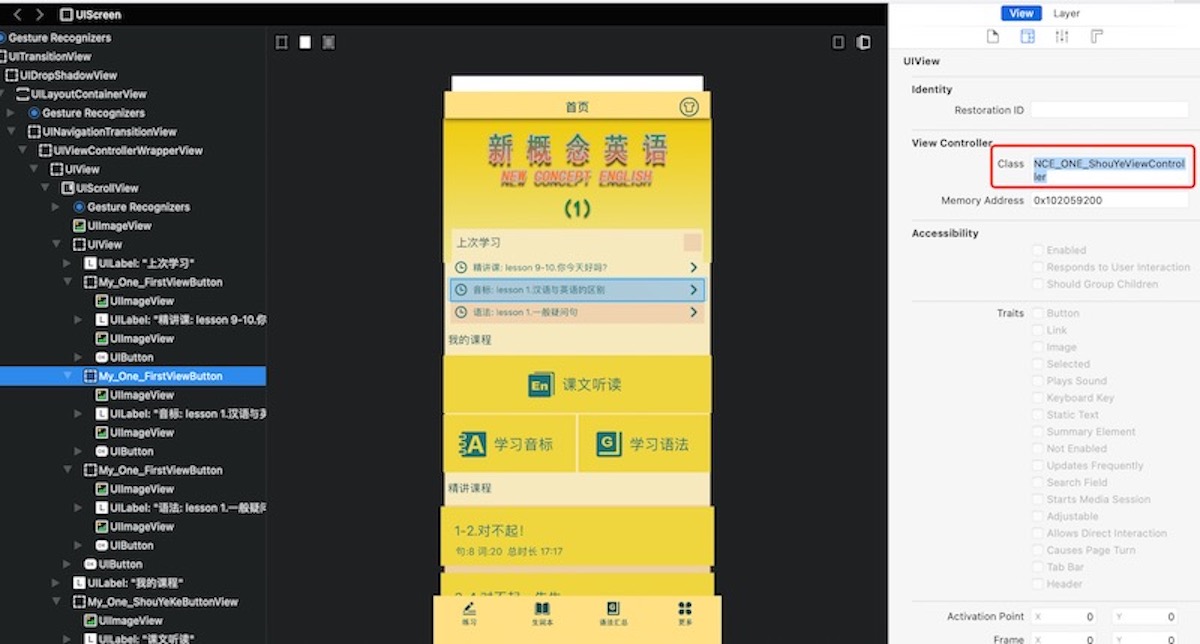 UIScreen
Gesture Recognizers
UITransitionView
UIDropShadowView
UILayoutContainerView
Gesture Recognizers
UINavigationTransitionView
UIViewControllerWrapperView
UIView
UIScrollView
Gesture Recognizers
UIImageView
UIView
L UILabel: "上次学习"
My_One_FirstViewButton
UIImageView
L UILabel: "精讲课: lesson 9-10.你
UIImageView
UIButton
My_One_FirstViewButton
UIImageView
L UILabel: "音标: lesson 1.汉语与英
UIImageView
UIButton
My_One_FirstViewButton
UIImageView
L UILabel: "语法: lesson 1.一般疑问
UIImageView
UIButton
UIButton
L UILabel: "我的课程"
My_One_ShouYeKeButtonView
UIImageView
L UILabel: "课文听读"
首页
新概念英语
NEW CONCEPT ENGLISH
(1)
上次学习
精讲课: lesson 9-10.你今天好吗?
音标: lesson 1.汉语与英语的区别
语法: lesson 1.一般疑问句
我的课程
En 课文听读
A 学习音标
G 学习语法
精讲课程
1-2.对不起!
句:8 词:20 总时长 17:17
练习
生词本
语法汇总
更多
View
Layer
UIView
Identity
Restoration ID
View Controller
Class NCE_ONE_ShouYeViewControl
ler
Memory Address 0x102059200
Accessibility
Enabled
Responds to User Interaction
Should Group Children
Traits Button
Link
Image
Selected
Plays Sound
Keyboard Key
Static Text
Summary Element
Not Enabled
Updates Frequently
Search Field
Starts Media Session
Adjustable
Allows Direct Interaction
Causes Page Turn
Tab Bar
Header
Activation Point X 0 Y 0
Frame X 0 Y 0